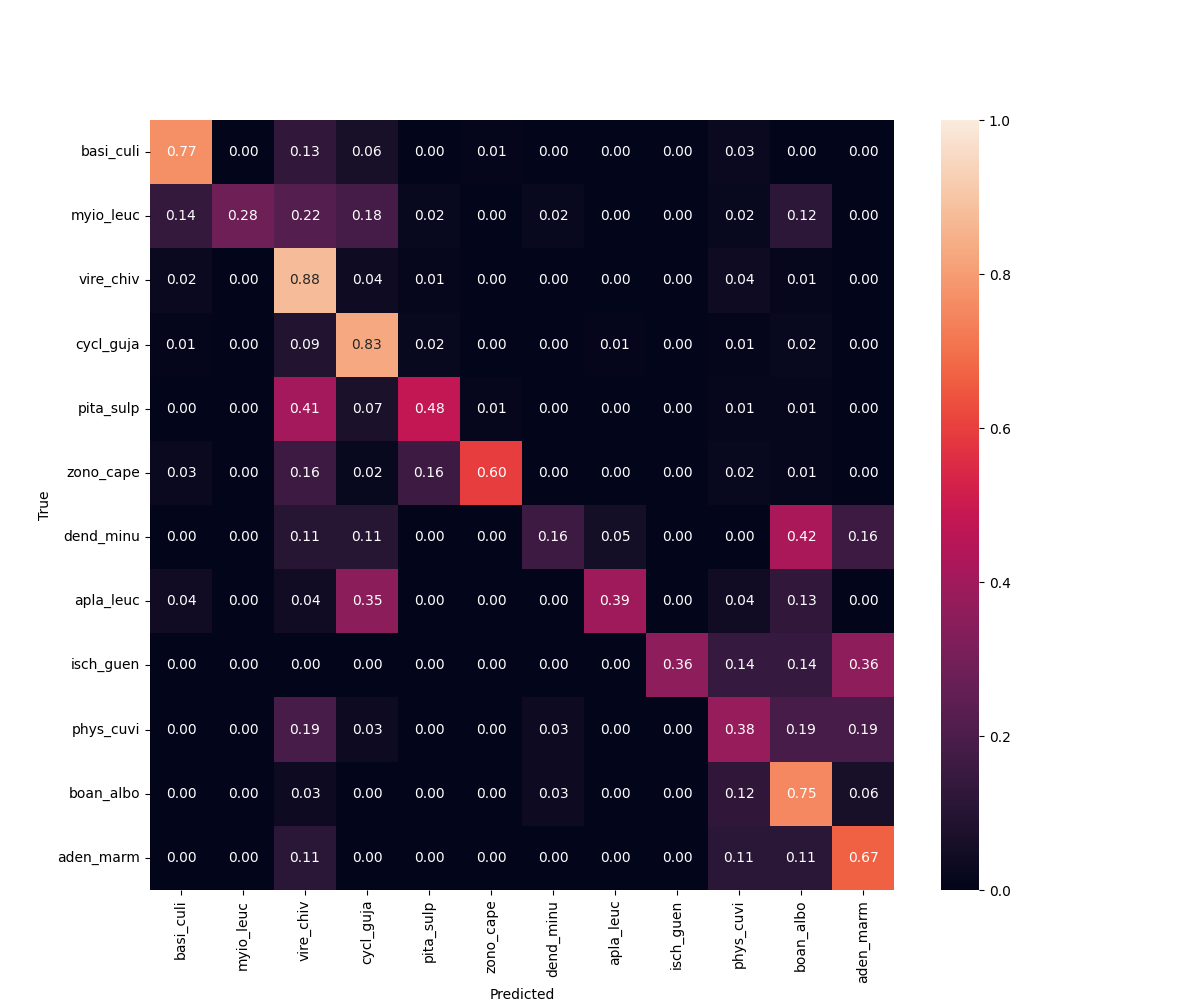 basi_culi 0.77 0.00 0.13 0.06 0.00 0.01 0.00 0.00 0.00 0.03 0.00 0.00
myio_leuc 0.14 0.28 0.22 0.18 0.02 0.00 0.02 0.00 0.00 0.02 0.12 0.00
vire_chiv 0.02 0.00 0.88 0.04 0.01 0.00 0.00 0.00 0.00 0.04 0.01 0.00
cycl_guja 0.01 0.00 0.09 0.83 0.02 0.00 0.00 0.01 0.00 0.01 0.02 0.00
pita_sulp 0.00 0.00 0.41 0.07 0.48 0.01 0.00 0.00 0.00 0.01 0.01 0.00
zono_cape 0.03 0.00 0.16 0.02 0.16 0.60 0.00 0.00 0.00 0.02 0.01 0.00
dend_minu 0.00 0.00 0.11 0.11 0.00 0.00 0.16 0.05 0.00 0.00 0.42 0.16
apla_leuc 0.04 0.00 0.04 0.35 0.00 0.00 0.00 0.39 0.00 0.04 0.13 0.00
isch_guen 0.00 0.00 0.00 0.00 0.00 0.00 0.00 0.00 0.36 0.14 0.14 0.36
phys_cuvi 0.00 0.00 0.19 0.03 0.00 0.00 0.03 0.00 0.00 0.38 0.19 0.19
boan_albo 0.00 0.00 0.03 0.00 0.00 0.00 0.03 0.00 0.00 0.12 0.75 0.06
aden_marm 0.00 0.00 0.11 0.00 0.00 0.00 0.00 0.00 0.00 0.11 0.11 0.67
basi_culi myio_leuc vire_chiv cycl_guja pita_sulp zono_cape dend_minu apla_leuc isch_guen phys_cuvi boan_albo aden_marm
Predicted
True
1.0
0.8
0.6
0.4
0.2
0.0